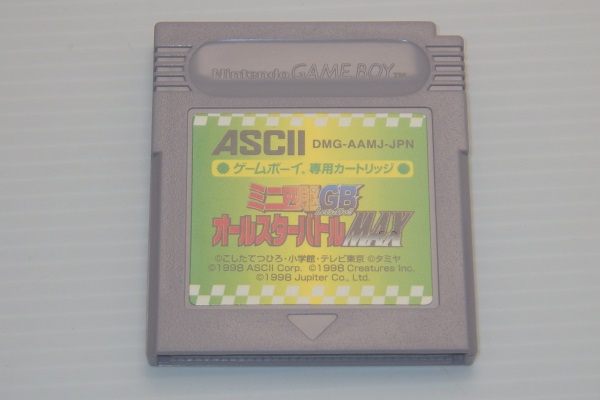 Nintendo GAME BOY™
ASCII DMG-AAMJ-JPN
ゲームボーイ® 専用カートリッジ
ミニ四駆GB
オールスターバトルMAX
©こしたてつひろ・小学館・テレビ東京 ©タミヤ
©1998 ASCII Corp. ©1998 Creatures Inc.
©1998 Jupiter Co., Ltd.